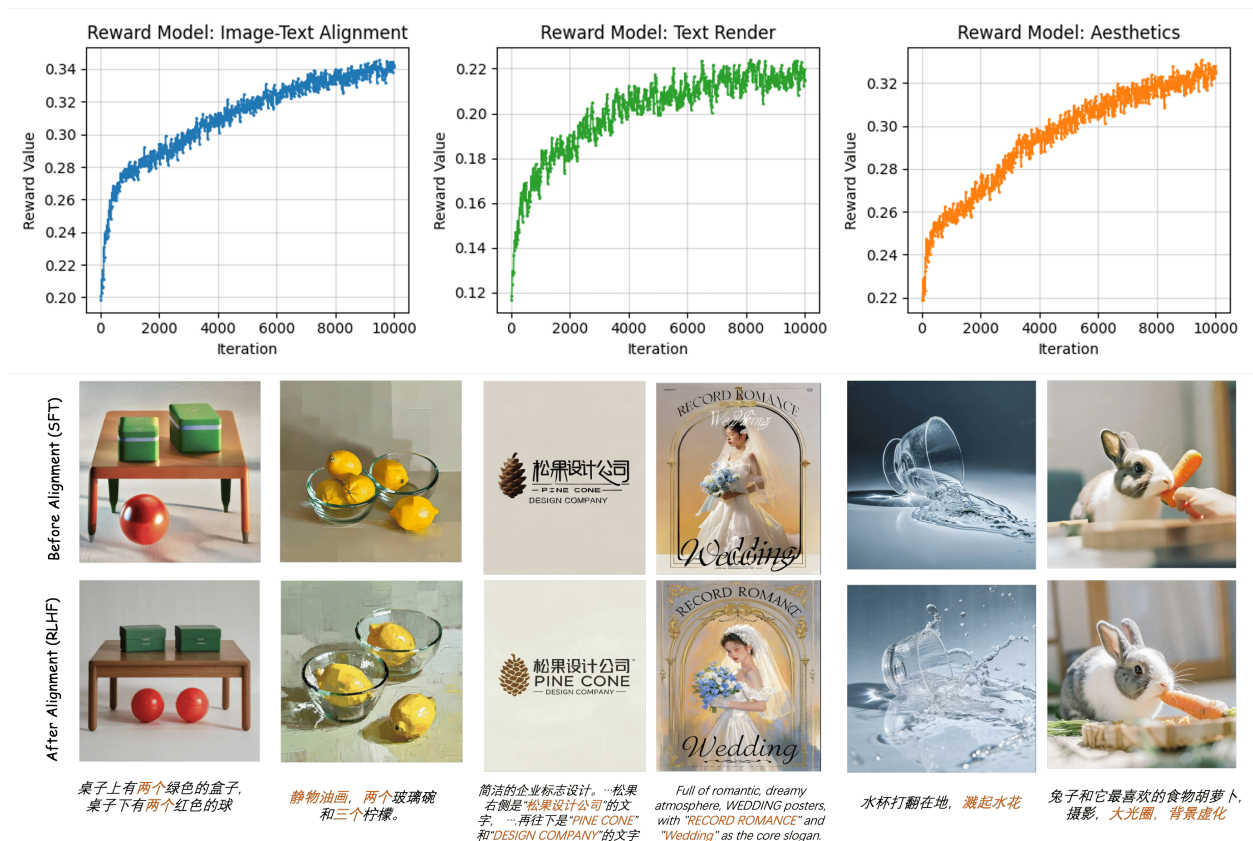 Reward Model: Image-Text Alignment
Reward Value
0.34
0.32
0.30
0.28
0.26
0.24
0.22
0.20
0
2000
4000
6000
8000
10000
Iteration
Reward Model: Text Render
Reward Value
0.22
0.20
0.18
0.16
0.14
0.12
0
2000
4000
6000
8000
10000
Iteration
Reward Model: Aesthetics
Reward Value
0.32
0.30
0.28
0.26
0.24
0.22
0
2000
4000
6000
8000
10000
Iteration
Before Alignment (SFT)
松果设计公司
PINE CONE
DESIGN COMPANY
RECORD ROMANCE
Wedding
Wedding
After Alignment (RLHF)
松果设计公司
PINE CONE
DESIGN COMPANY
RECORD ROMANCE
Wedding
桌子上有两个绿色的盒子,
桌子下有两个红色的球
静物油画，两个玻璃碗
和三个柠檬。
简洁的企业标志设计。···松果
右侧是“松果设计公司”的文
字， ···再往下是“PINE CONE”
和“DESIGN COMPANY”的文字
Full of romantic, dreamy
atmosphere, WEDDING posters,
with "RECORD ROMANCE" and
"Wedding" as the core slogan.
水杯打翻在地，溅起水花
兔子和它最喜欢的食物胡萝卜,
摄影，大光圈，背景虚化